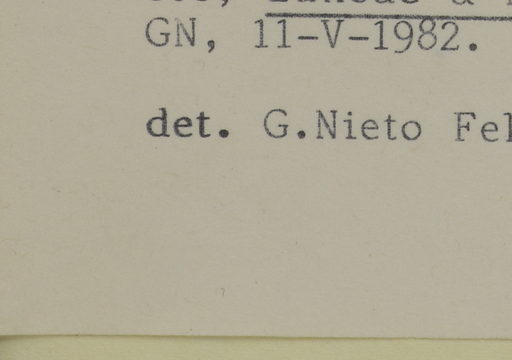 GN, 11-V-1982.
det. G.Nieto Fel